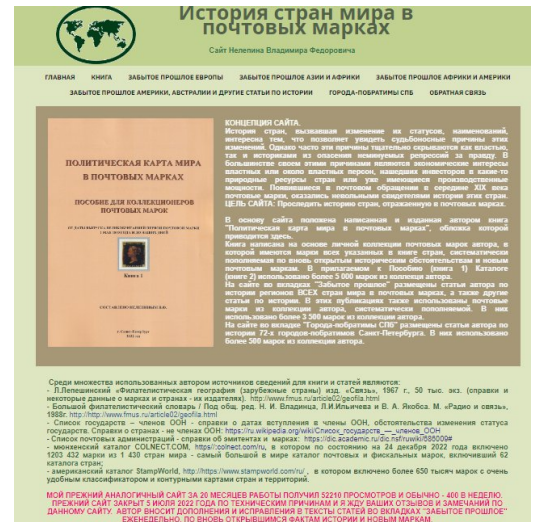 История стран мира в
почтовых марках
Сайт Нелепина Владимира Федоровича
ГЛАВНАЯ КНИГА ЗАБЫТОЕ ПРОШЛОЕ ЕВРОПЫ ЗАБЫТОЕ ПРОШЛОЕ АЗИИ И АФРИКИ ЗАБЫТОЕ ПРОШЛОЕ АФРИКИ И АМЕРИКИ
ЗАБЫТОЕ ПРОШЛОЕ АМЕРИКИ, АВСТРАЛИИ И ДРУГИЕ СТАТЬИ ПО ИСТОРИИ ГОРОДА-ПОБРАТИМЫ СПБ ОБРАТНАЯ СВЯЗЬ
ПОЛИТИЧЕСКАЯ КАРТА МИРА
В ПОЧТОВЫХ МАРКАХ
ПОСОБИЕ ДЛЯ КОЛЛЕКЦИОНЕРОВ
ПОЧТОВЫХ МАРОК
Книга 1
КОНЦЕПЦИЯ САЙТА.
История стран, вызвавшая изменение их статусов, наименований,
интересна тем, что позволяет увидеть судьбоносные причины этих
изменений. Однако часто эти причины тщательно скрываются как властью,
так и историками из опасения неминуемых репрессий за правду. В
большинстве своем этими причинами являются экономические интересы
властных или около властных персон, нашедших инвесторов в какие-то
природные ресурсы стран или уже имеющиеся производственные
мощности. Появившиеся в почтовом обращении в середине XIX века
почтовые марки, оказались невольными свидетелями истории этих стран.
ЦЕЛЬ САЙТА: Проследить историю стран, отраженную в почтовых марках.
В основу сайта положена написанная и изданная автором книга
"Политическая карта мира в почтовых марках", обложка которой
приводится здесь.
Книга написана на основе личной коллекции почтовых марок автора, в
которой имеются марки всех указанных в книге стран, систематически
пополняемая по вновь открытым историческим обстоятельствам и новым
почтовым маркам. В прилагаемом к Пособию (книга 1) Каталоге
(книге 2) использовано более 5 000 марок из коллекции автора.
На сайте во вкладках "Забытое прошлое" размещены статьи автора по
истории регионов ВСЕХ стран мира в почтовых марках, а также другие
статьи по истории. В этих публикациях также использованы почтовые
марки из коллекции автора, систематически пополняемой. В них
использовано более 3 500 марок из коллекции автора.
На сайте во вкладке "Города-побратимы СПб" размещены статьи автора по
истории 72-х городов-побратимов Санкт-Петербурга. В них использовано
более 500 марок из коллекции автора.
Среди множества использованных автором источников сведений для книги и статей являются:
- Л.Лепешинский «Филателистическая география (зарубежные страны) изд. «Связь», 1967 г., 50 тыс. экз. (справки и
некоторые данные о марках и странах - их издателях). http://www.fmus.ru/article02/geofila.html
- Большой филателистический словарь / Под общ. ред. Н. И. Владинца, Л.И.Ильичева и В. А. Якобса. М. «Радио и связь»,
1988г. http://http://www.fmus.ru/article02/geofila.html
- Список государств – членов ООН - справки о датах вступления в члены ООН, обстоятельства изменения статуса
государств. Справки о странах - не членах ООН: https://ru.wikipedia.org/wiki/Список_государств_—_членов_ООН
- Список почтовых администраций - справки об эмитентах и марках: https://dic.academic.ru/dic.nsf/ruwiki/685009#
- мюнхенский каталог COLNECT.COM, https://colnect.com/ru, в котором по состоянию на 24 декабря 2022 года включено
1203 432 марки из 1 430 стран мира - самый большой в мире каталог почтовых и фискальных марок, включивший 62
каталога стран;
- американский каталог StampWorld, http://https://www.stampworld.com/ru/ , в котором включено более 650 тысяч марок с очень
удобным классификатором и контурными картами стран и территорий.
МОЙ ПРЕЖНИЙ АНАЛОГИЧНЫЙ САЙТ ЗА 20 МЕСЯЦЕВ РАБОТЫ ПОЛУЧИЛ 52210 ПРОСМОТРОВ И ОБЫЧНО - 400 В НЕДЕЛЮ.
ПРЕЖНИЙ САЙТ ЗАКРЫТ 5 ИЮЛЯ 2022 ГОДА ПО ТЕХНИЧЕСКИМ ПРИЧИНАМ И Я ЖДУ ВАШИХ ОТЗЫВОВ И ЗАМЕЧАНИЙ ПО
ДАННОМУ САЙТУ. АВТОР ВНОСИТ ДОПОЛНЕНИЯ И ИСПРАВЛЕНИЯ В ТЕКСТЫ СТАТЕЙ ВО ВКЛАДКАХ "ЗАБЫТОЕ ПРОШЛОЕ"
ЕЖЕНЕДЕЛЬНО, ПО ВНОВЬ ОТКРЫВШИМСЯ ФАКТАМ ИСТОРИИ И НОВЫМ МАРКАМ.